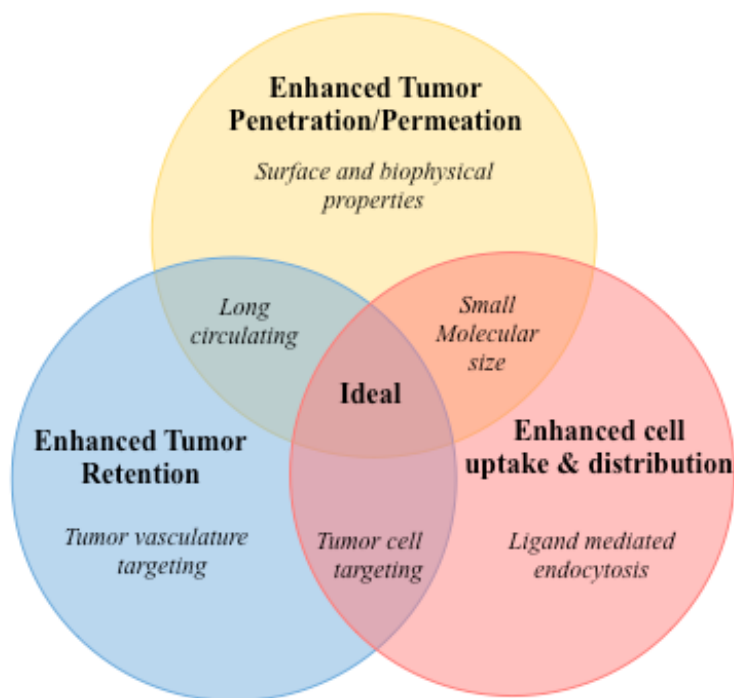 Enhanced Tumor
Penetration/Permeation
Surface and biophysical
properties
Long
circulating
Small
Molecular
size
Ideal
Enhanced Tumor
Retention
Enhanced cell
uptake & distribution
Tumor vasculature
targeting
Tumor cell
targeting
Ligand mediated
endocytosis